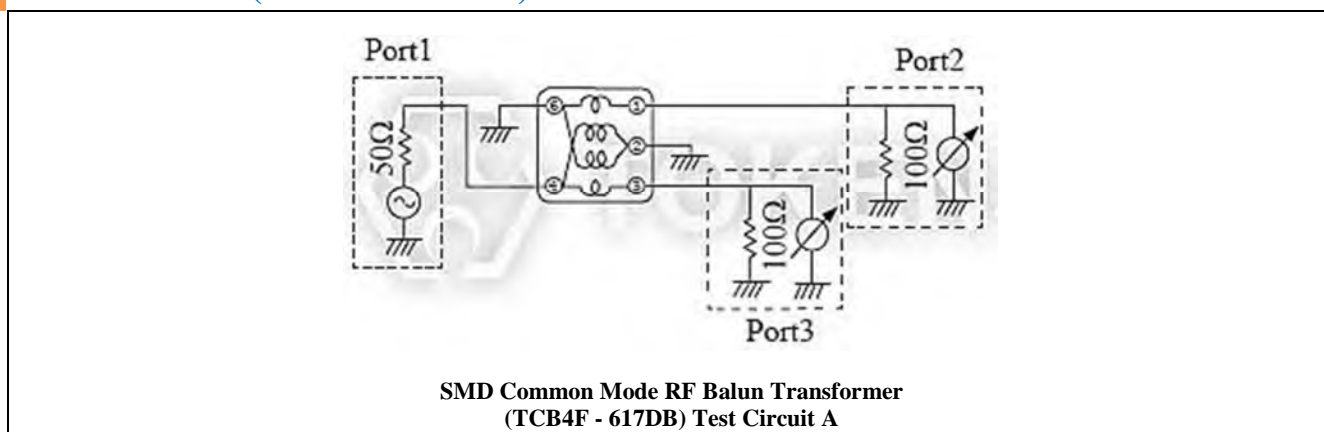 Port1
Port2
50Ω
6
1
2
4
3
100Ω
100Ω
Port3
TOKEN
SMD Common Mode RF Balun Transformer
(TCB4F - 617DB) Test Circuit A